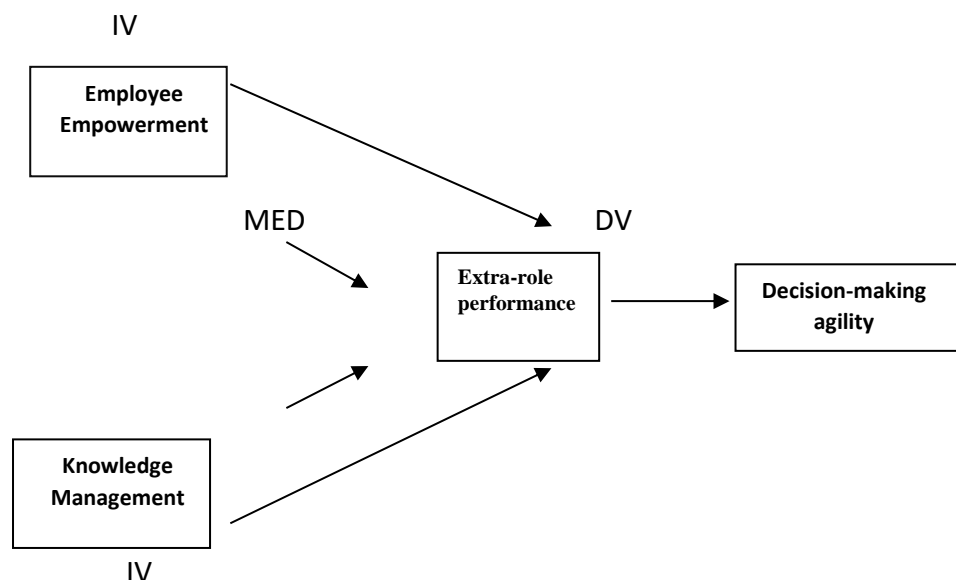 IV
Employee
Empowerment
MED
DV
Extra-role
performance
Decision-making
agility
Knowledge
Management
IV